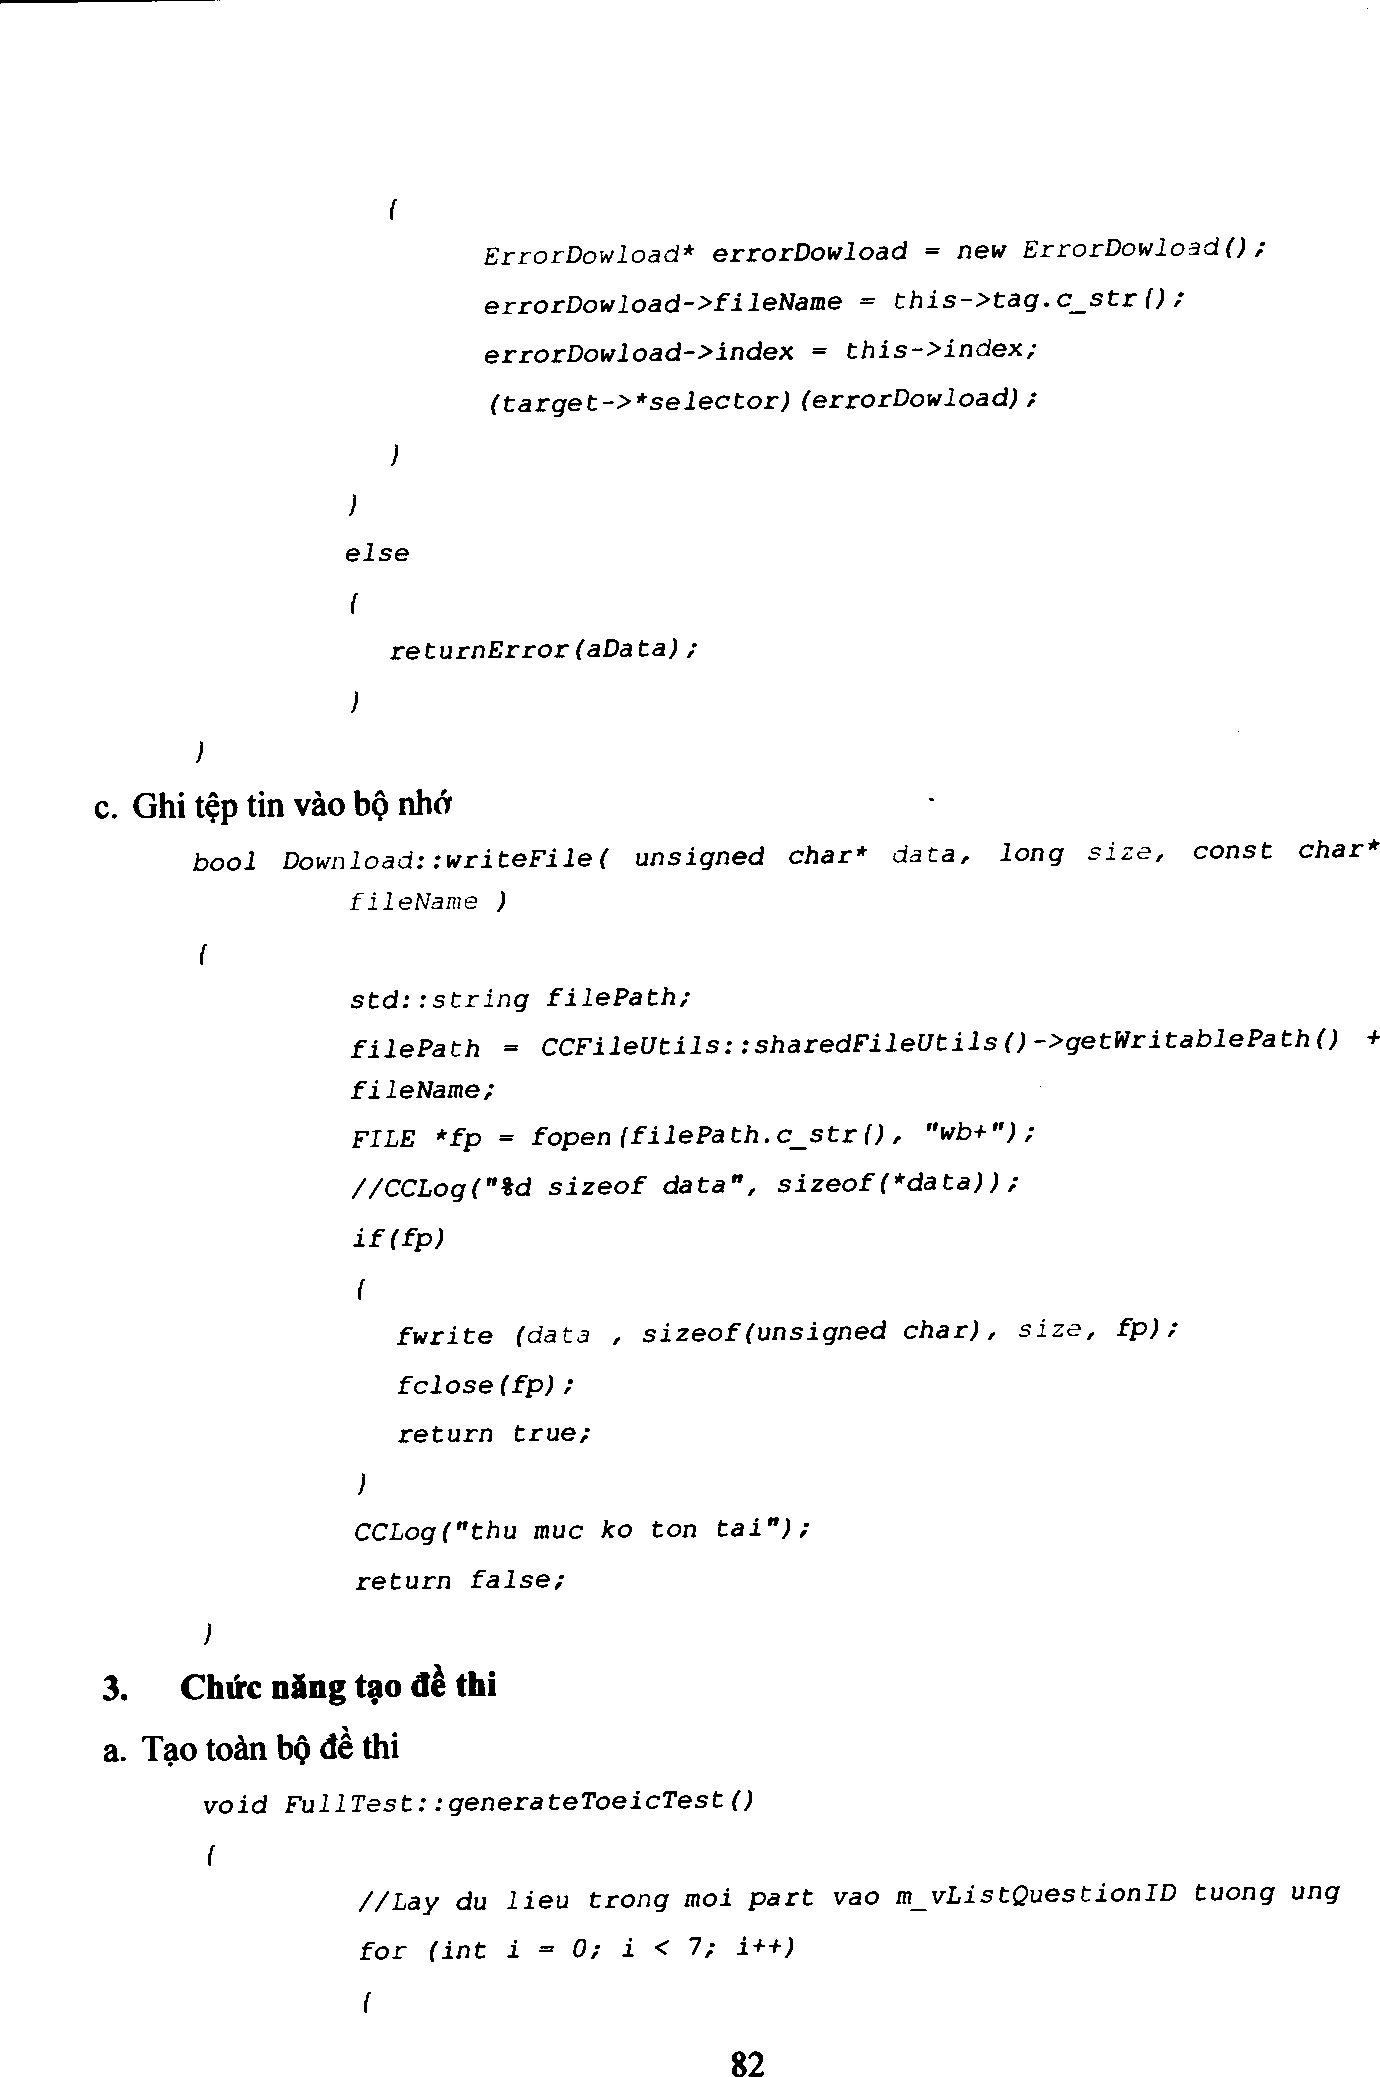 {
ErrorDowload* errorDowload = new ErrorDowload();
errorDowload->fileName = this->tag.c_str();
errorDowload->index = this->index;
(target->*selector)(errorDowload);
}
}
else
{
returnError(aData);
}
}
c. Ghi tệp tin vào bộ nhớ
bool Download::writeFile( unsigned char* data, long size, const char*
fileName )
{
std::string filePath;
filePath = CCFileUtils::sharedFileUtils()->getWritablePath() +
fileName;
FILE *fp = fopen(filePath.c_str(), "wb+");
//CCLog("%d sizeof data", sizeof(*data));
if(fp)
{
fwrite (data , sizeof(unsigned char), size, fp);
fclose(fp);
return true;
}
CCLog("thu muc ko ton tai");
return false;
}
3. Chức năng tạo đề thi
a. Tạo toàn bộ đề thi
void FullTest::generateToeicTest()
{
//Lay du lieu trong moi part vao m_vListQuestionID tuong ung
for (int i = 0; i < 7; i++)
{
82